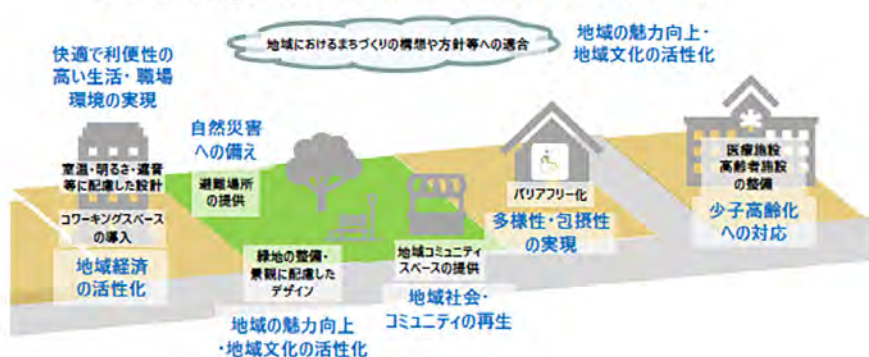 地域におけるまちづくりの構想や方針等への適合
地域の魅力向上・
地域文化の活性化
快適で利便性の
高い生活・職場
環境の実現
自然災害
への備え
室温・明るさ・遮音
等に配慮した設計
避難場所
の提供
コワーキングスペース
の導入
地域経済
の活性化
緑地の整備・
景観に配慮した
デザイン
地域の魅力向上
・地域文化の活性化
地域コミュニティ
スペースの提供
地域社会・
コミュニティの再生
バリアフリー化
多様性・包摂性
の実現
医療施設
高齢者施設
の整備
少子高齢化
への対応